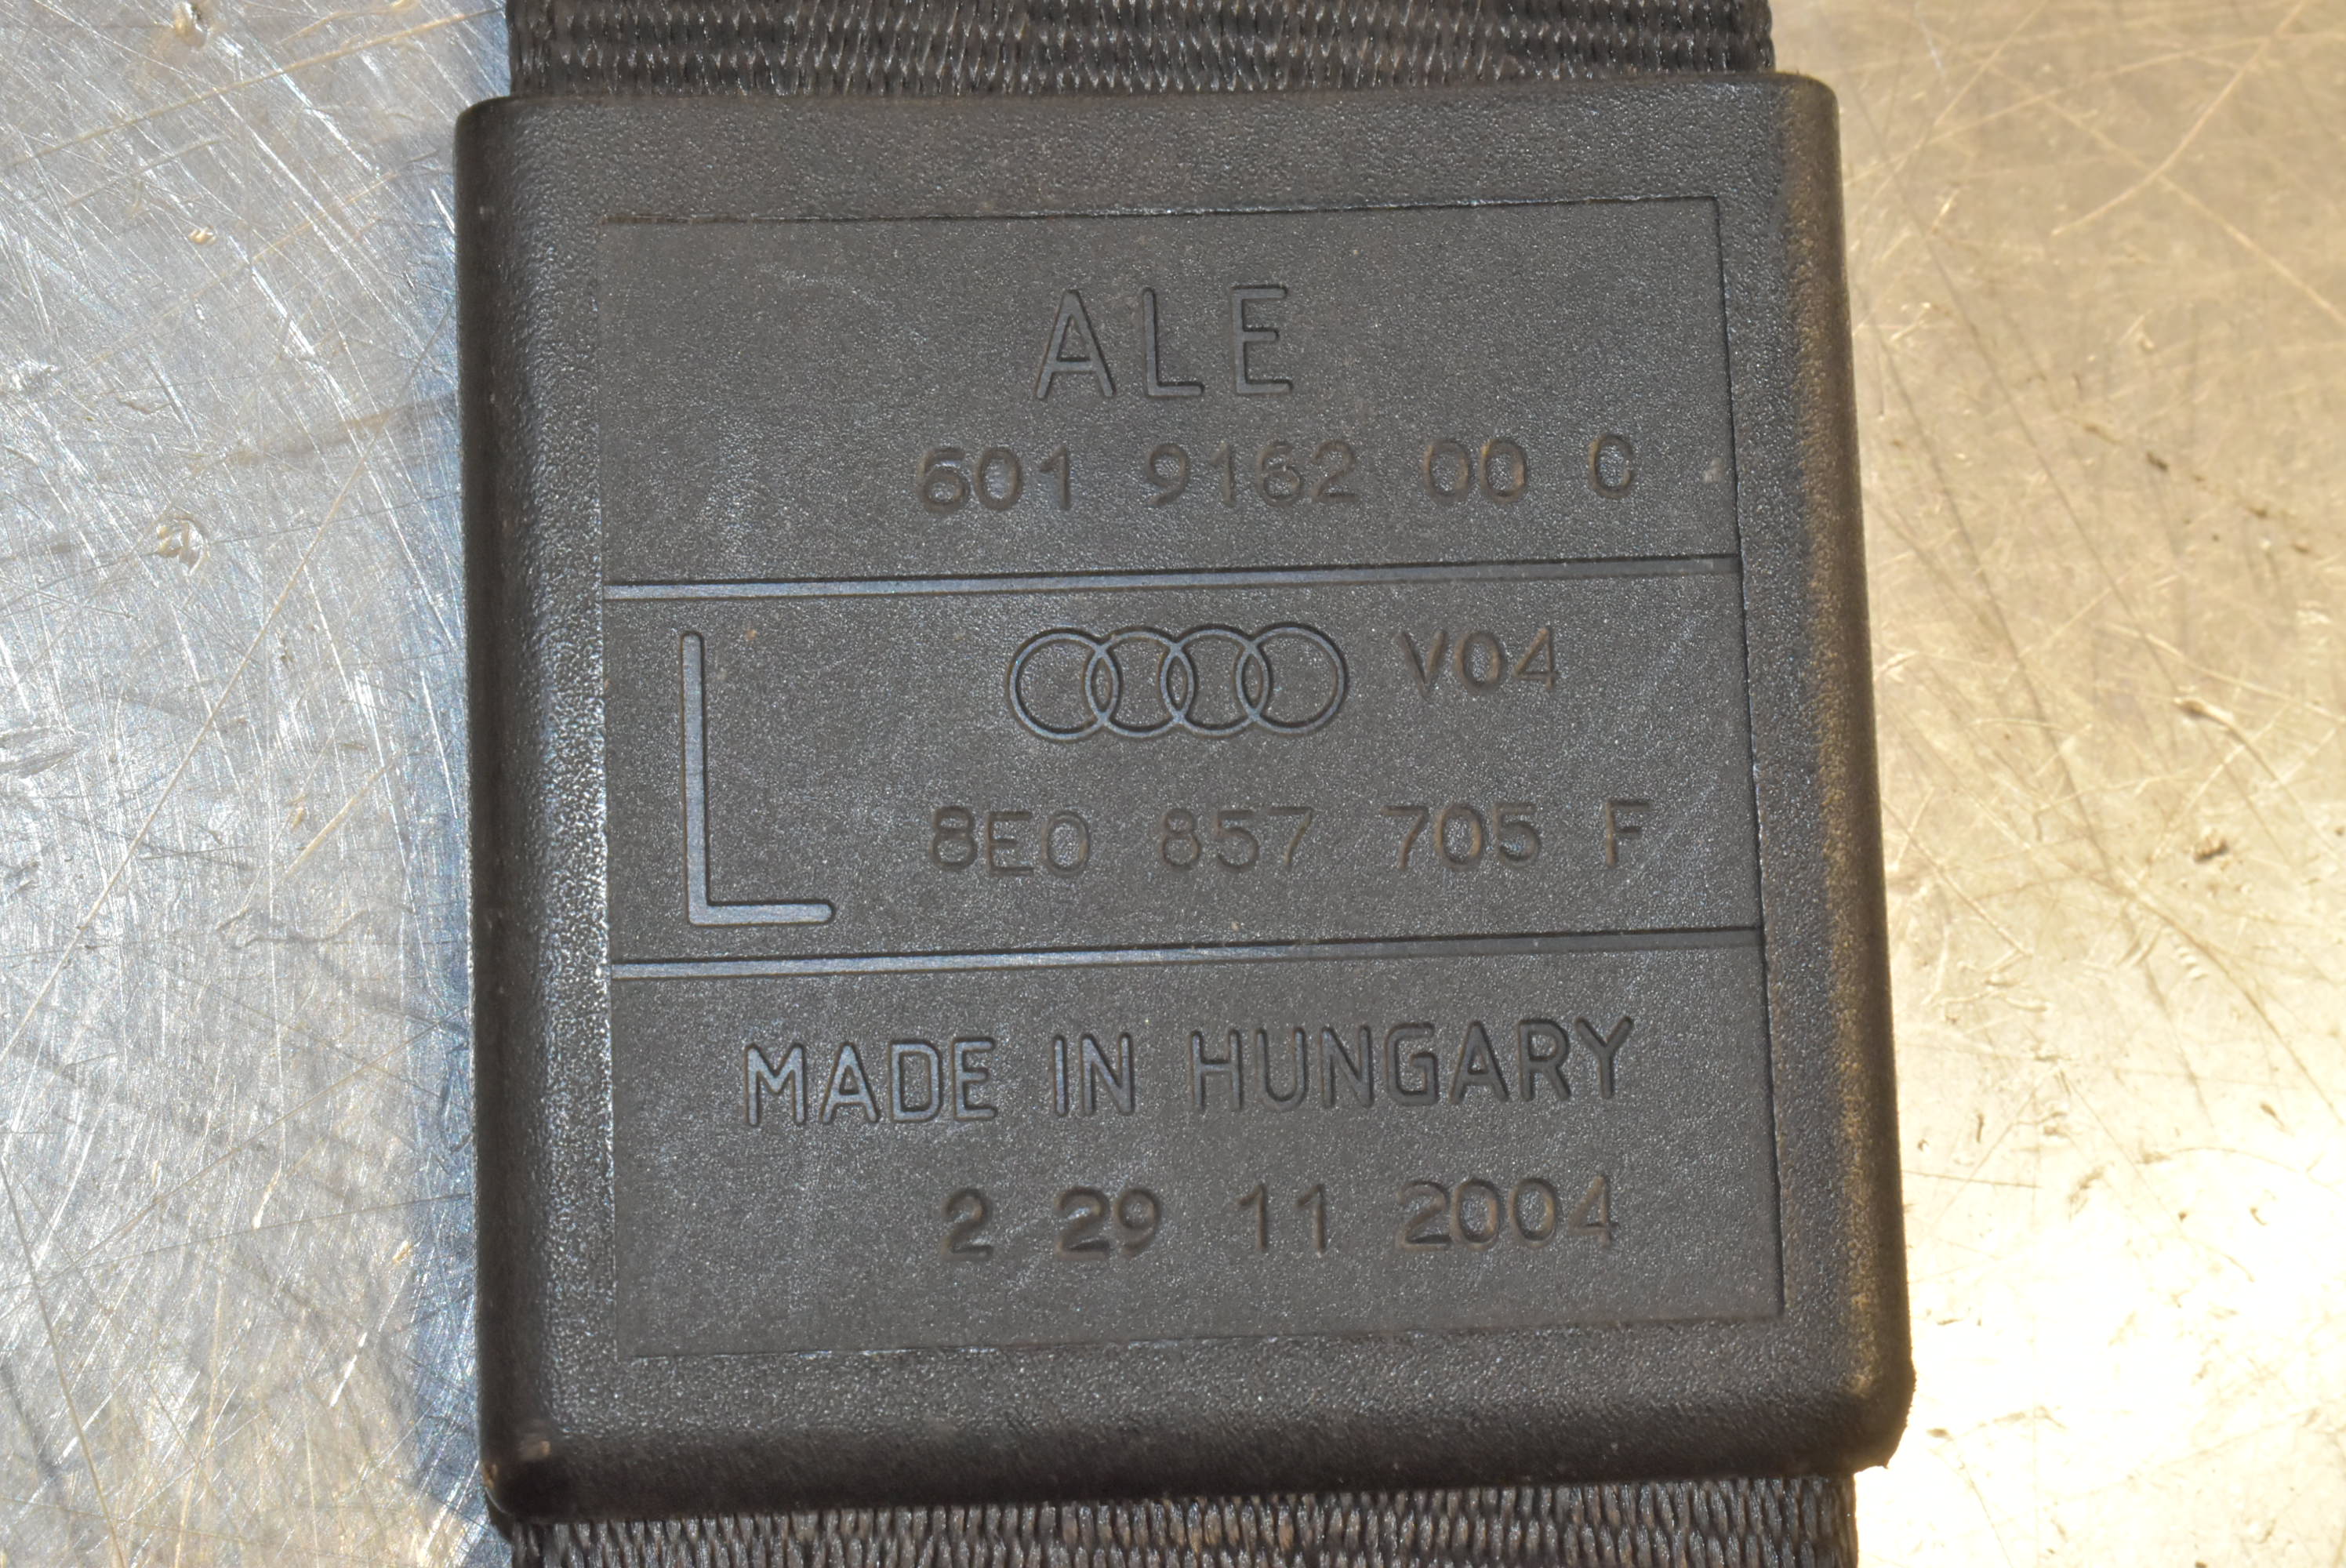 ALE
601 9162 00 C
L
V04
8E0 857 705 F
MADE IN HUNGARY
2 29 11 2004